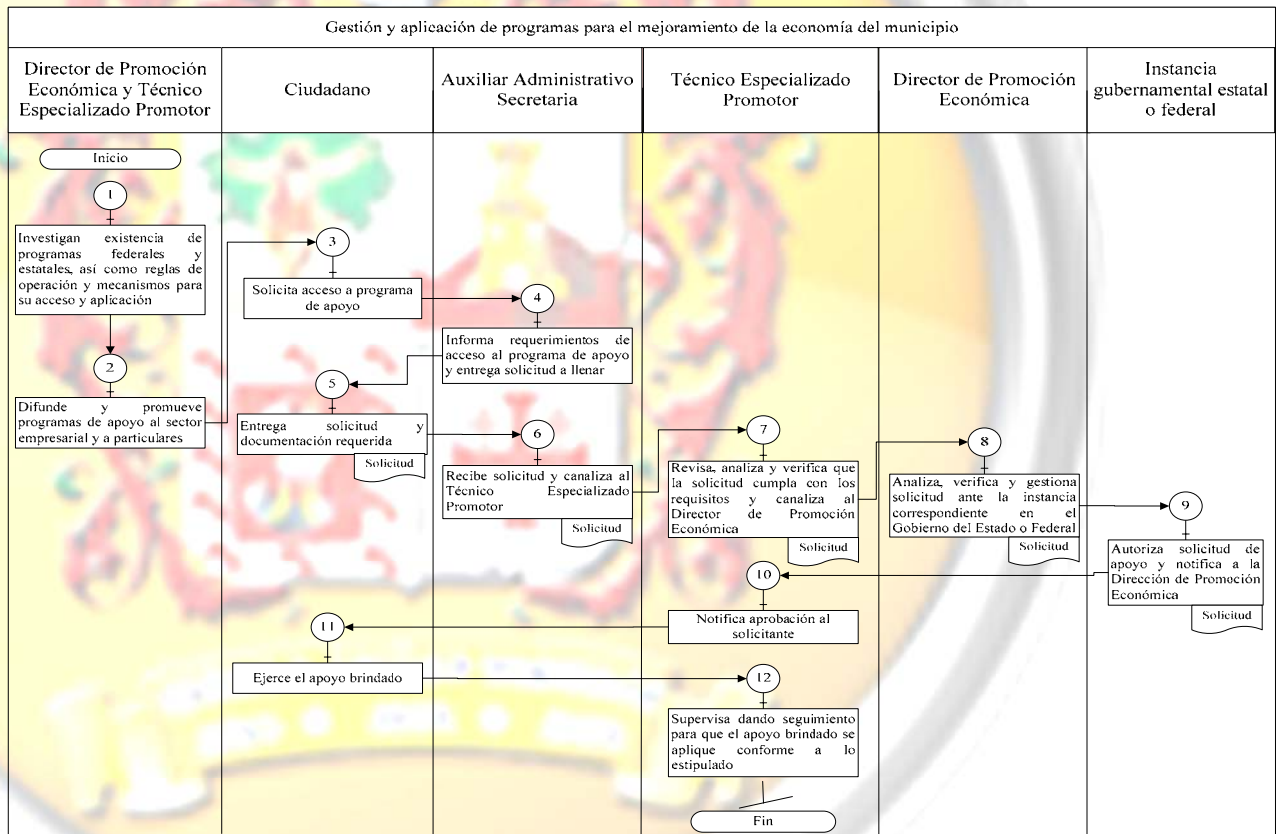 Gestión y aplicación de programas para el mejoramiento de la economía del municipio
Director de Promoción
Económica y Técnico
Especializado Promotor
Ciudadano
Auxiliar Administrativo
Secretaria
Técnico Especializado
Promotor
Director de Promoción
Económica
Instancia
gubernamental estatal
o federal
Inicio
1
Investigan existencia de
programas federales y
estatales, así como reglas de
operación y mecanismos para
su acceso y aplicación
2
Difunde y promueve
programas de apoyo al sector
empresarial y a particulares
3
Solicita acceso a programa
de apoyo
4
Informa requerimientos de
acceso al programa de apoyo
y entrega solicitud a llenar
5
Entrega solicitud y
documentación requerida
Solicitud
6
Recibe solicitud y canaliza al
Técnico Especializado
Promotor
Solicitud
7
Revisa, analiza y verifica que
la solicitud cumpla con los
requisitos y canaliza al
Director de Promoción
Económica
Solicitud
8
Analiza, verifica y gestiona
solicitud ante la instancia
correspondiente en el
Gobierno del Estado o Federal
Solicitud
9
Autoriza solicitud de
apoyo y notifica a la
Dirección de Promoción
Económica
Solicitud
10
Notifica aprobación al
solicitante
11
Ejerce el apoyo brindado
12
Supervisa dando seguimiento
para que el apoyo brindado se
aplique conforme a lo
estipulado
Fin